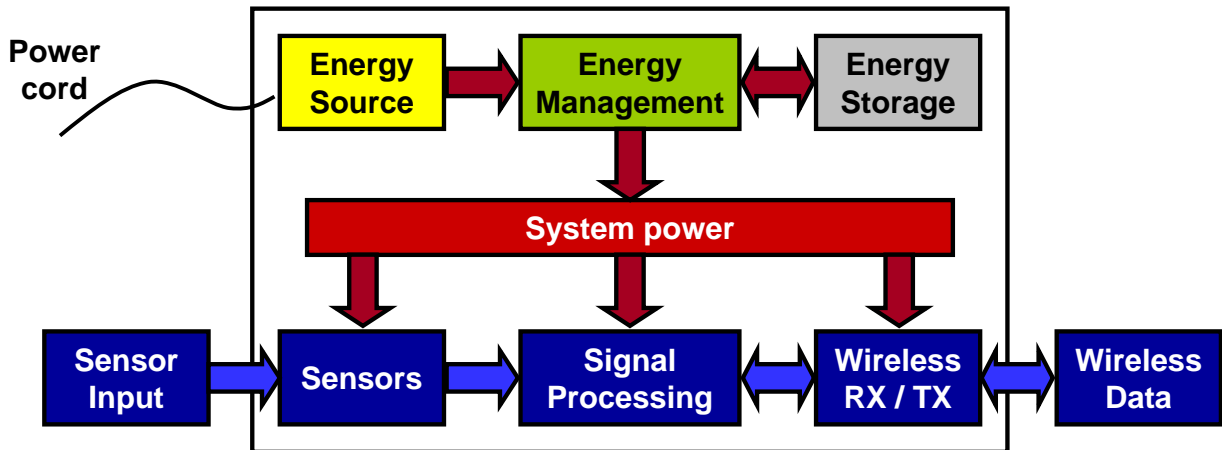 Power
cord
Energy
Source
Energy
Management
Energy
Storage
System power
Sensor
Input
Sensors
Signal
Processing
Wireless
RX / TX
Wireless
Data